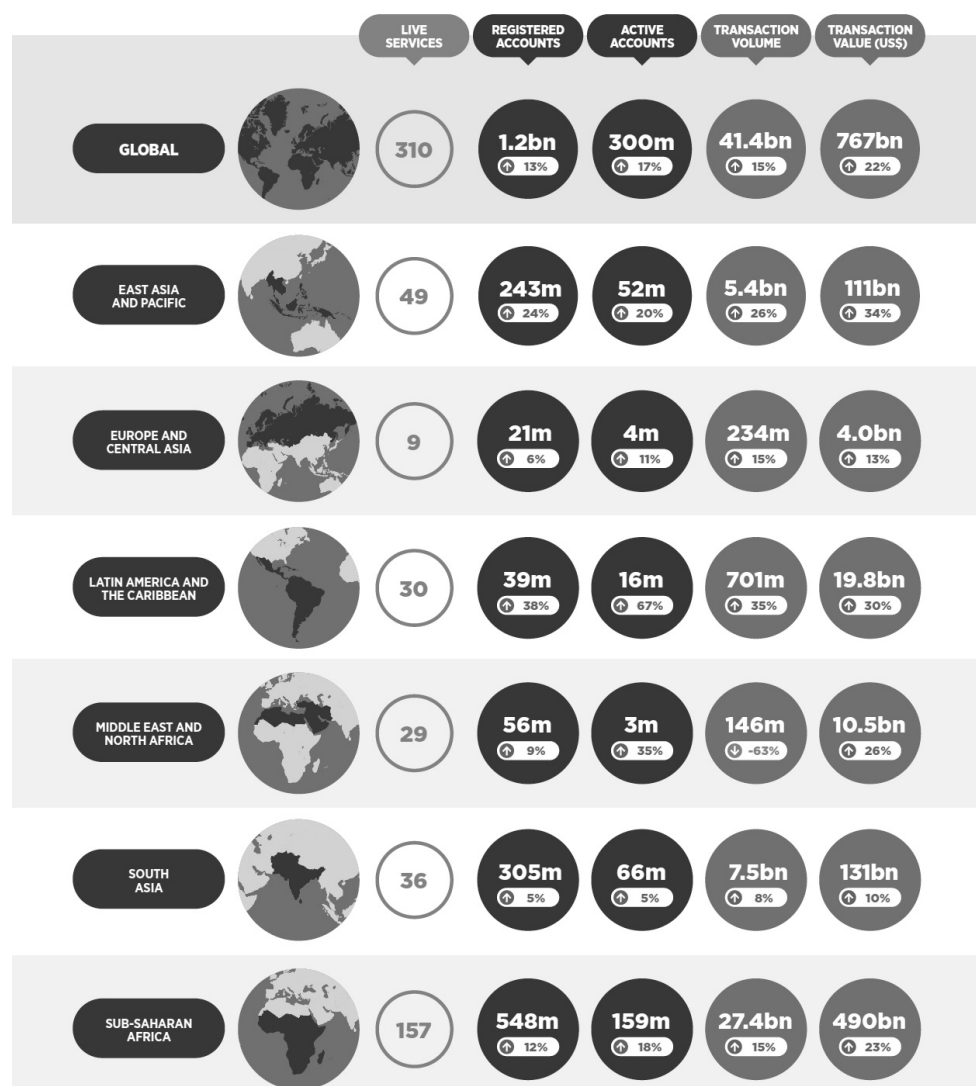 LIVE
SERVICES
REGISTERED
ACCOUNTS
ACTIVE
ACCOUNTS
TRANSACTION
VOLUME
TRANSACTION
VALUE (US$)
GLOBAL
310
1.2bn
13%
300m
17%
41.4bn
15%
767bn
22%
EAST ASIA
AND PACIFIC
49
243m
24%
52m
20%
5.4bn
26%
111bn
34%
EUROPE AND
CENTRAL ASIA
9
21m
6%
4m
11%
234m
15%
4.0bn
13%
LATIN AMERICA AND
THE CARIBBEAN
30
39m
38%
16m
67%
701m
35%
19.8bn
30%
MIDDLE EAST AND
NORTH AFRICA
29
56m
9%
3m
35%
146m
-63%
10.5bn
26%
SOUTH
ASIA
36
305m
5%
66m
5%
7.5bn
8%
131bn
10%
SUB-SAHARAN
AFRICA
157
548m
12%
159m
18%
27.4bn
15%
490bn
23%